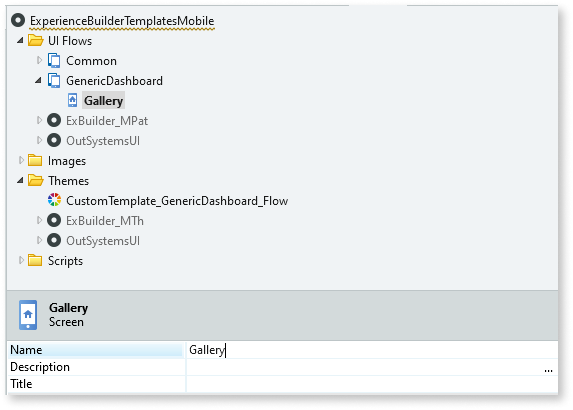 ExperienceBuilderTemplatesMobile
UI Flows
Common
GenericDashboard
Gallery
ExBuilder_MPat
OutSystemsUI
Images
Themes
CustomTemplate_GenericDashboard_Flow
ExBuilder_MTh
OutSystemsUI
Scripts
Gallery
Screen
Name Gallery
Description ...
Title